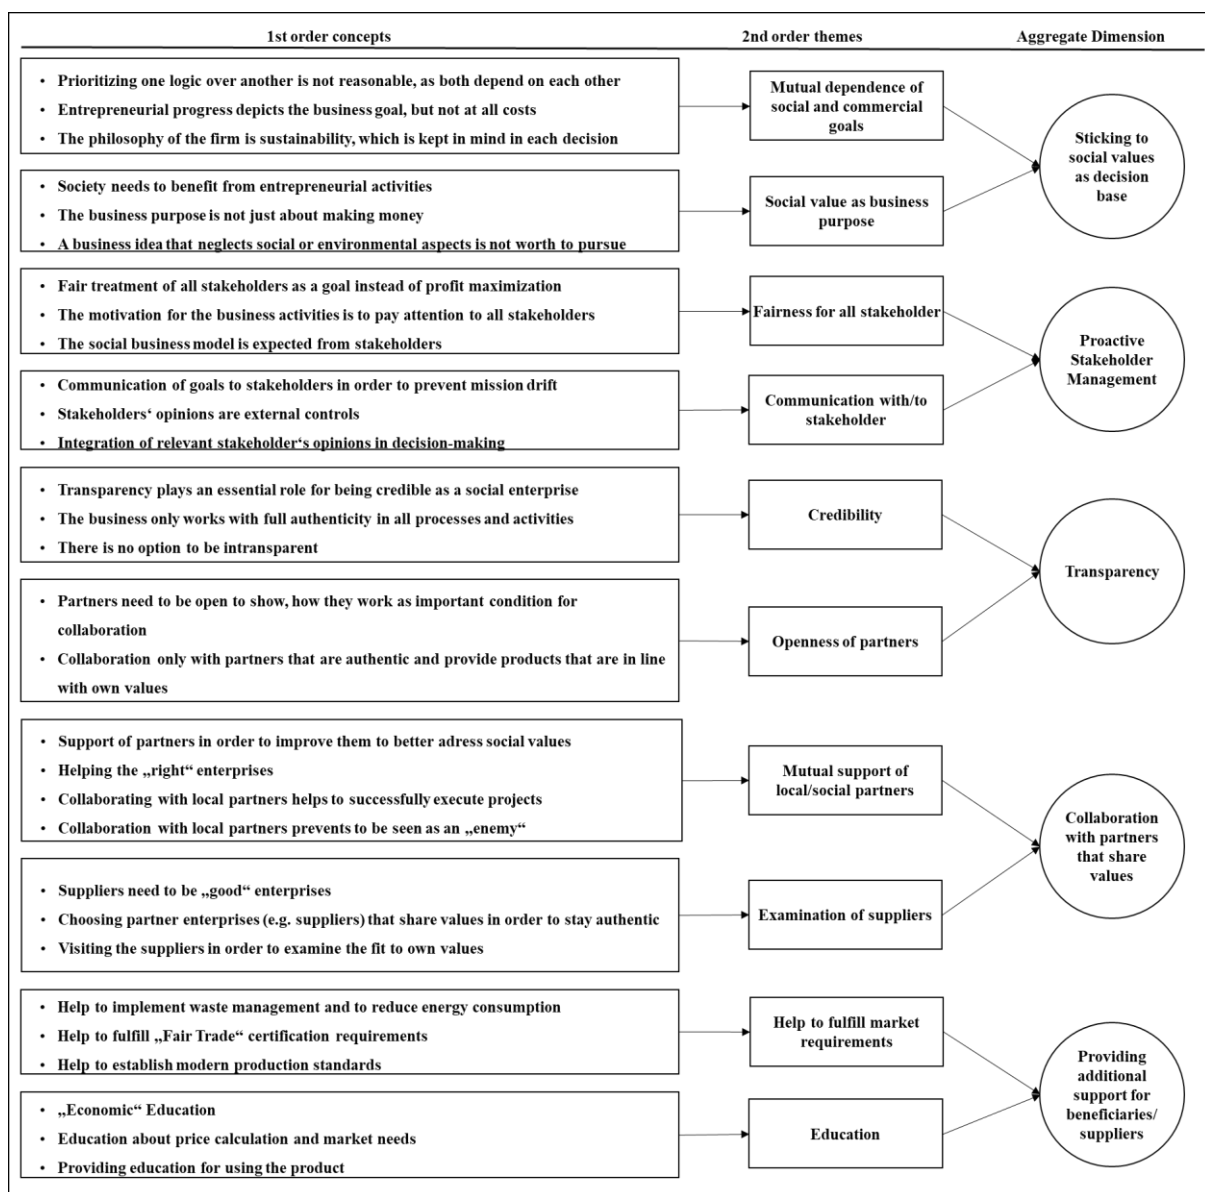 1st order concepts
2nd order themes
Aggregate Dimension
• Prioritizing one logic over another is not reasonable, as both depend on each other
• Entrepreneurial progress depicts the business goal, but not at all costs
• The philosophy of the firm is sustainability, which is kept in mind in each decision
Mutual dependence of
social and commercial
goals
• Society needs to benefit from entrepreneurial activities
• The business purpose is not just about making money
• A business idea that neglects social or environmental aspects is not worth to pursue
Social value as business
purpose
Sticking to
social values
as decision
base
• Fair treatment of all stakeholders as a goal instead of profit maximization
• The motivation for the business activities is to pay attention to all stakeholders
• The social business model is expected from stakeholders
Fairness for all stakeholder
• Communication of goals to stakeholders in order to prevent mission drift
• Stakeholders‘ opinions are external controls
• Integration of relevant stakeholder‘s opinions in decision-making
Communication with/to
stakeholder
Proactive
Stakeholder
Management
• Transparency plays an essential role for being credible as a social enterprise
• The business only works with full authenticity in all processes and activities
• There is no option to be intransparent
Credibility
• Partners need to be open to show, how they work as important condition for
collaboration
• Collaboration only with partners that are authentic and provide products that are in line
with own values
Openness of partners
Transparency
• Support of partners in order to improve them to better adress social values
• Helping the „right“ enterprises
• Collaborating with local partners helps to successfully execute projects
• Collaboration with local partners prevents to be seen as an „enemy“
Mutual support of
local/social partners
• Suppliers need to be „good“ enterprises
• Choosing partner enterprises (e.g. suppliers) that share values in order to stay authentic
• Visiting the suppliers in order to examine the fit to own values
Examination of suppliers
Collaboration
with partners
that share
values
• Help to implement waste management and to reduce energy consumption
• Help to fulfill „Fair Trade“ certification requirements
• Help to establish modern production standards
Help to fulfill market
requirements
• „Economic“ Education
• Education about price calculation and market needs
• Providing education for using the product
Education
Providing
additional
support for
beneficiaries/
suppliers